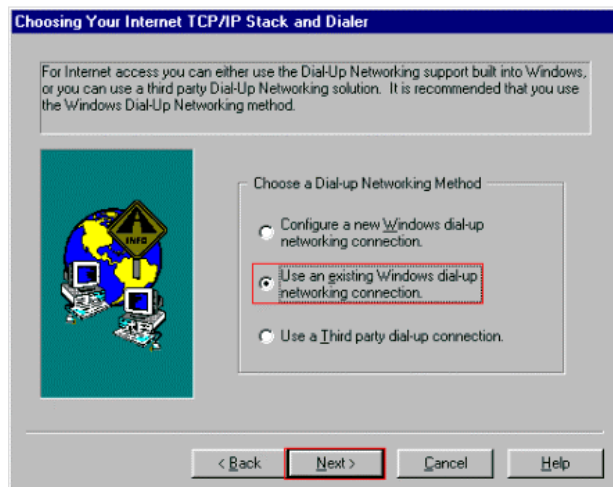 Choosing Your Internet TCP/IP Stack and Dialer
For Internet access you can either use the Dial-Up Networking support built into Windows,
or you can use a third party Dial-Up Networking solution. It is recommended that you use
the Windows Dial-Up Networking method.
INFO
Choose a Dial-up Networking Method
Configure a new Windows dial-up
networking connection.
Use an existing Windows dial-up
networking connection.
Use a Third party dial-up connection.
< Back
Next >
Cancel
Help